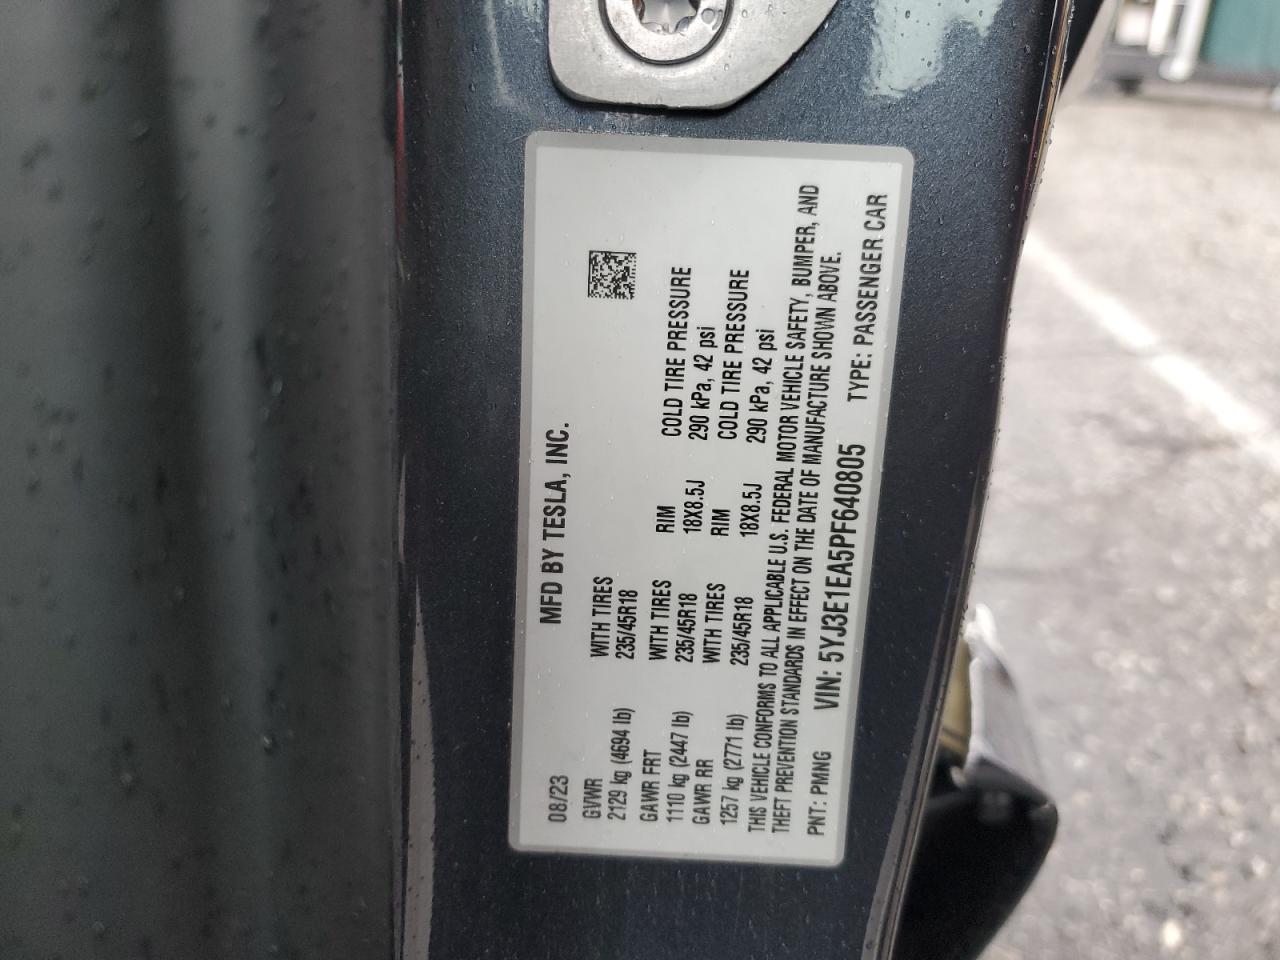 08/23 MFD BY TESLA, INC.
GVWR WITH TIRES
2129 kg (4694 lb) 235/45R18
GAWR FRT WITH TIRES RIM COLD TIRE PRESSURE
1110 kg (2447 lb) 235/45R18 18X8.5J 290 kPa, 42 psi
GAWR RR WITH TIRES RIM COLD TIRE PRESSURE
1257 kg (2771 lb) 235/45R18 18X8.5J 290 kPa, 42 psi
THIS VEHICLE CONFORMS TO ALL APPLICABLE U.S. FEDERAL MOTOR VEHICLE SAFETY, BUMPER, AND
THEFT PREVENTION STANDARDS IN EFFECT ON THE DATE OF MANUFACTURE SHOWN ABOVE.
PNT: PMNG VIN: 5YJ3E1EA5PF640805 TYPE: PASSENGER CAR